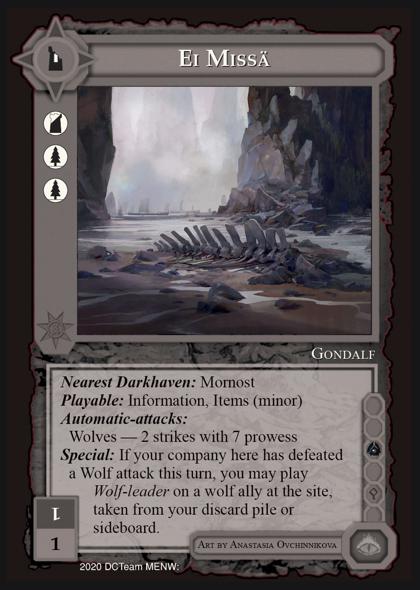 Ei Missä
Gondalf
Nearest Darkhaven: Mornost
Playable: Information, Items (minor)
Automatic-attacks:
Wolves — 2 strikes with 7 prowess
Special: If your company here has defeated
a Wolf attack this turn, you may play
Wolf-leader on a wolf ally at the site,
taken from your discard pile or
sideboard.
1
1
Art by Anastasia Ovchinnikova
2020 DCTeam MENW: